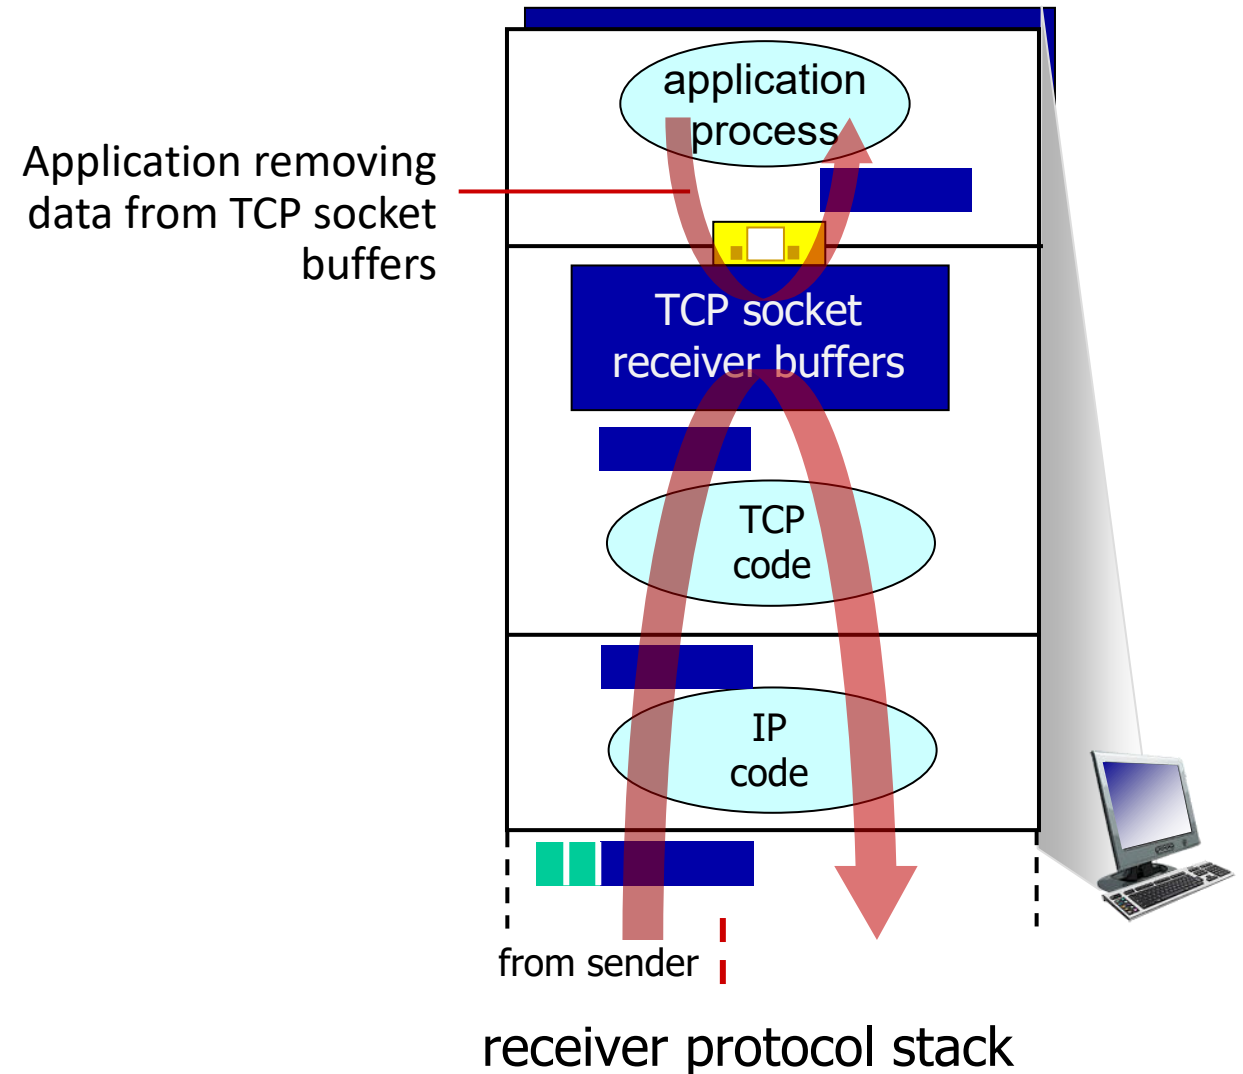 application
process
Application removing
data from TCP socket
buffers
TCP socket
receiver buffers
TCP
code
IP
code
from sender
receiver protocol stack